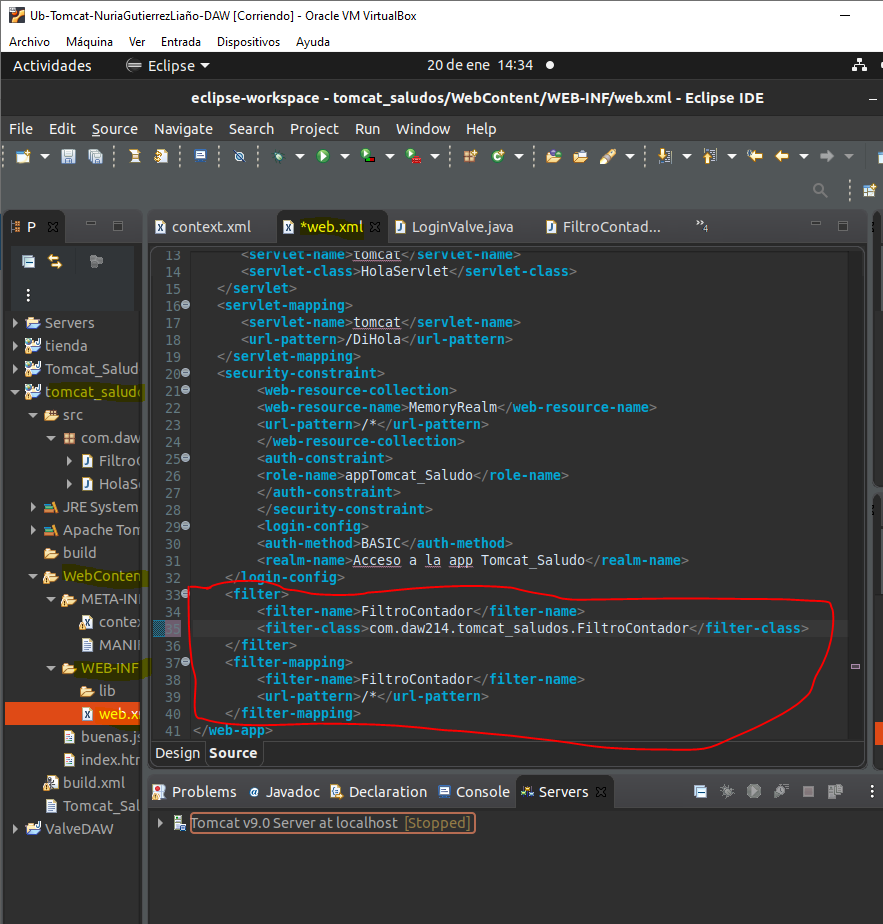 Ub-Tomcat-NuriaGutierrezLiaño-DAW [Corriendo] - Oracle VM VirtualBox
Archivo Máquina Ver Entrada Dispositivos Ayuda
Actividades Eclipse 20 de ene 14:34
eclipse-workspace - tomcat_saludos/WebContent/WEB-INF/web.xml - Eclipse IDE
File Edit Source Navigate Search Project Run Window Help
P
context.xml *web.xml LoginValve.java FiltroContad... »4
Servers
tienda
Tomcat_Salud
tomcat_saludo
src
com.daw
Filtro
HolaSe
JRE System
Apache Tom
build
WebConten
META-IN
contex
MANI
WEB-INF
lib
web.x
buenas.js
index.htm
build.xml
Tomcat_Sal
ValveDAW
13 <servlet-name>tomcat</servlet-name>
14 <servlet-class>HolaServlet</servlet-class>
15 </servlet>
16 <servlet-mapping>
17 <servlet-name>tomcat</servlet-name>
18 <url-pattern>/DiHola</url-pattern>
19 </servlet-mapping>
20 <security-constraint>
21 <web-resource-collection>
22 <web-resource-name>MemoryRealm</web-resource-name>
23 <url-pattern>/*</url-pattern>
24 </web-resource-collection>
25 <auth-constraint>
26 <role-name>appTomcat_Saludo</role-name>
27 </auth-constraint>
28 </security-constraint>
29 <login-config>
30 <auth-method>BASIC</auth-method>
31 <realm-name>Acceso a la app Tomcat_Saludo</realm-name>
32 </login-config>
33 <filter>
34 <filter-name>FiltroContador</filter-name>
35 <filter-class>com.daw214.tomcat_saludos.FiltroContador</filter-class>
36 </filter>
37 <filter-mapping>
38 <filter-name>FiltroContador</filter-name>
39 <url-pattern>/*</url-pattern>
40 </filter-mapping>
41 </web-app>
Design Source
Problems Javadoc Declaration Console Servers
Tomcat v9.0 Server at localhost [Stopped]